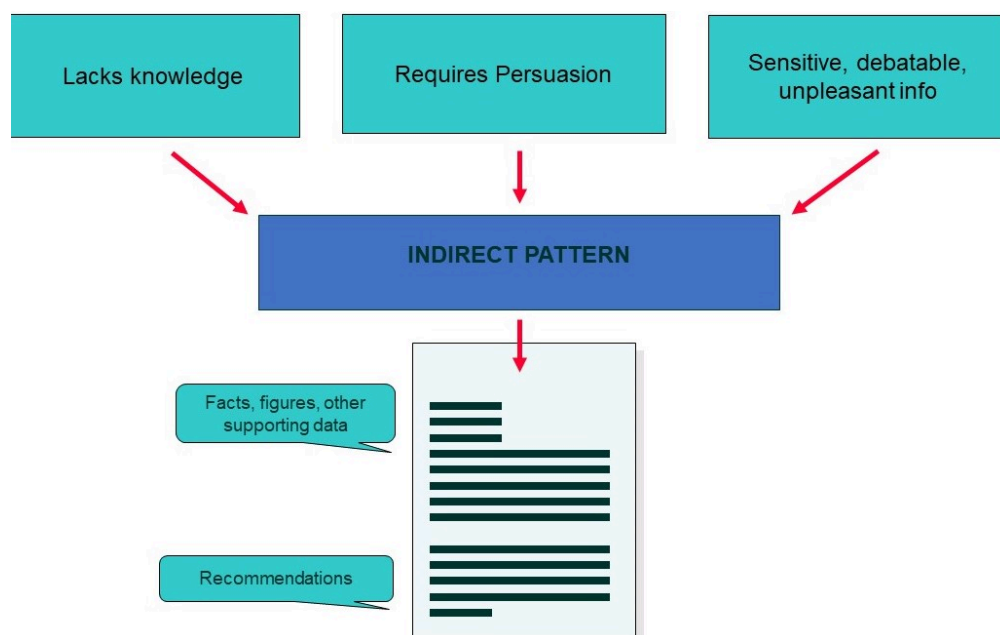 Lacks knowledge
Requires Persuasion
Sensitive, debatable,
unpleasant info
INDIRECT PATTERN
Facts, figures, other
supporting data
Recommendations